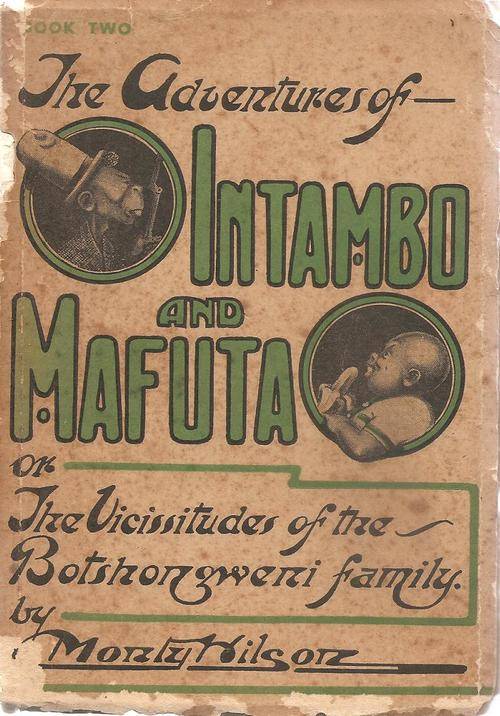 BOOK TWO
The Adventures of—
INTAMBO
AND
MAFUTA
OR
The Vicissitudes of the
Botshongweni family.
by
Monty Wilson